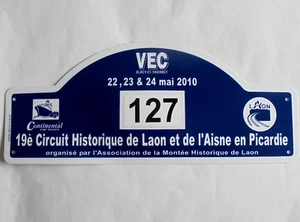 VEC
22, 23 & 24 mai 2010
Continental
LAON
127
19è Circuit Historique de Laon et de l'Aisne en Picardie
organisé par l'Association de la Montée Historique de Laon